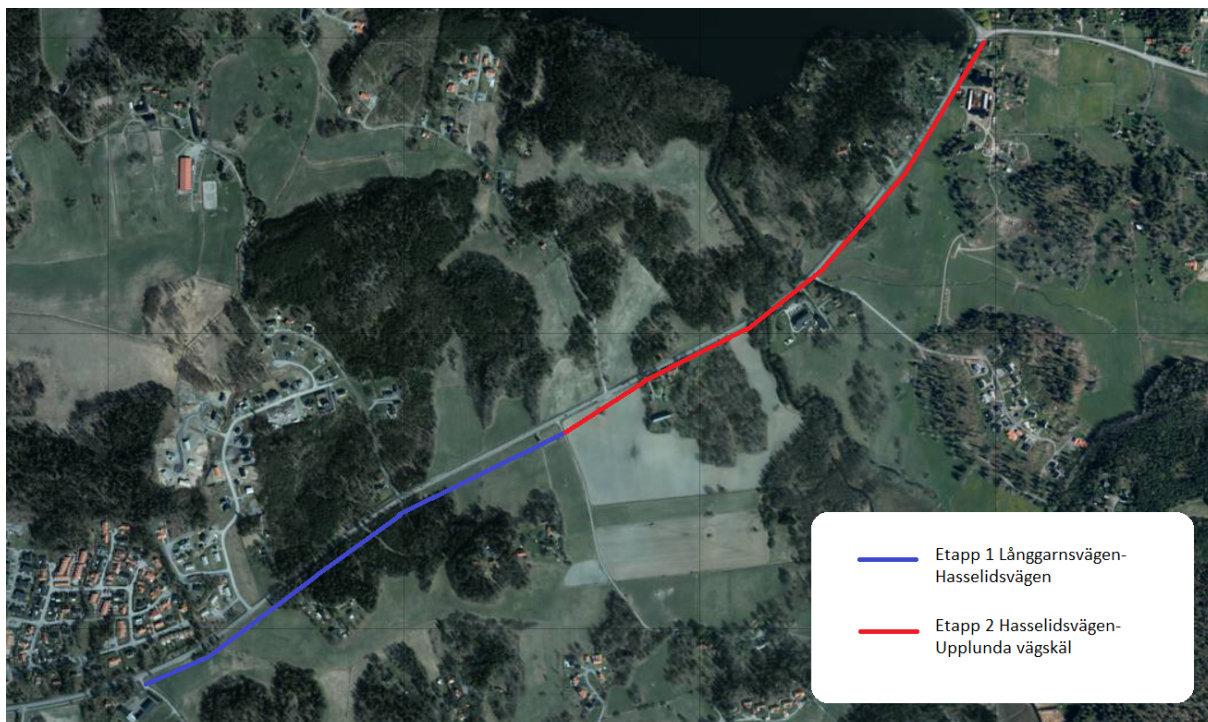 Etapp 1 Långgarnsvägen-
Hasselidsvägen
Etapp 2 Hasselidsvägen-
Upplunda vägskäl